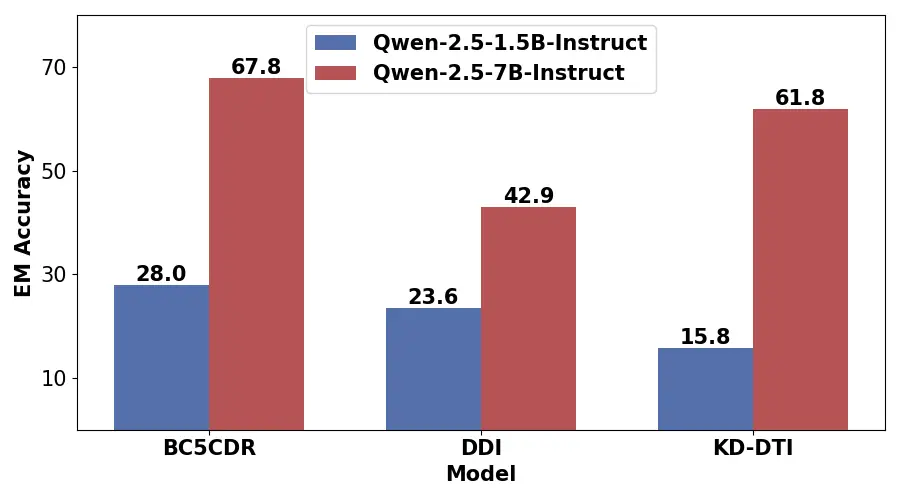 Qwen-2.5-1.5B-Instruct
Qwen-2.5-7B-Instruct
EM Accuracy
70
50
30
10
28.0
67.8
23.6
42.9
15.8
61.8
BC5CDR
DDI
KD-DTI
Model